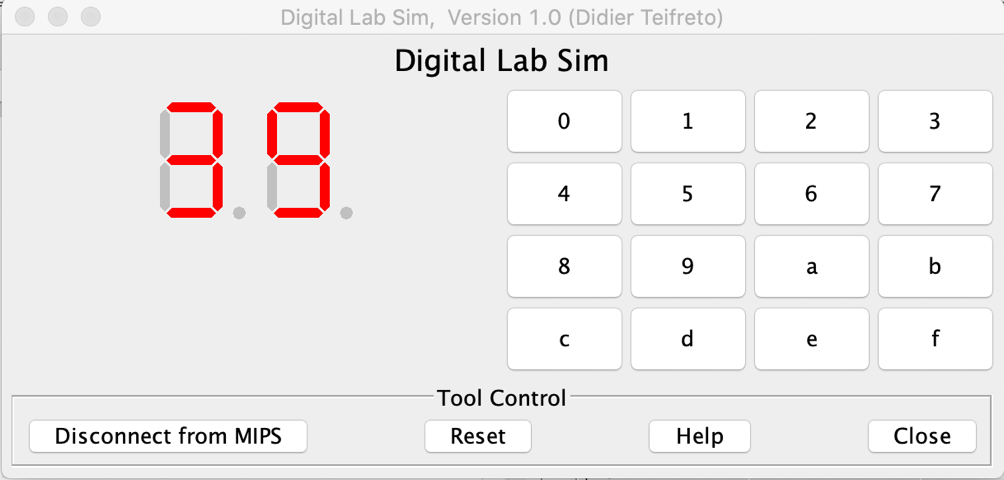 Digital Lab Sim,  Version 1.0 (Didier Teifreto)
Digital Lab Sim
39
0 1 2 3
4 5 6 7
8 9 a b
c d e f
Tool Control
Disconnect from MIPS Reset Help Close